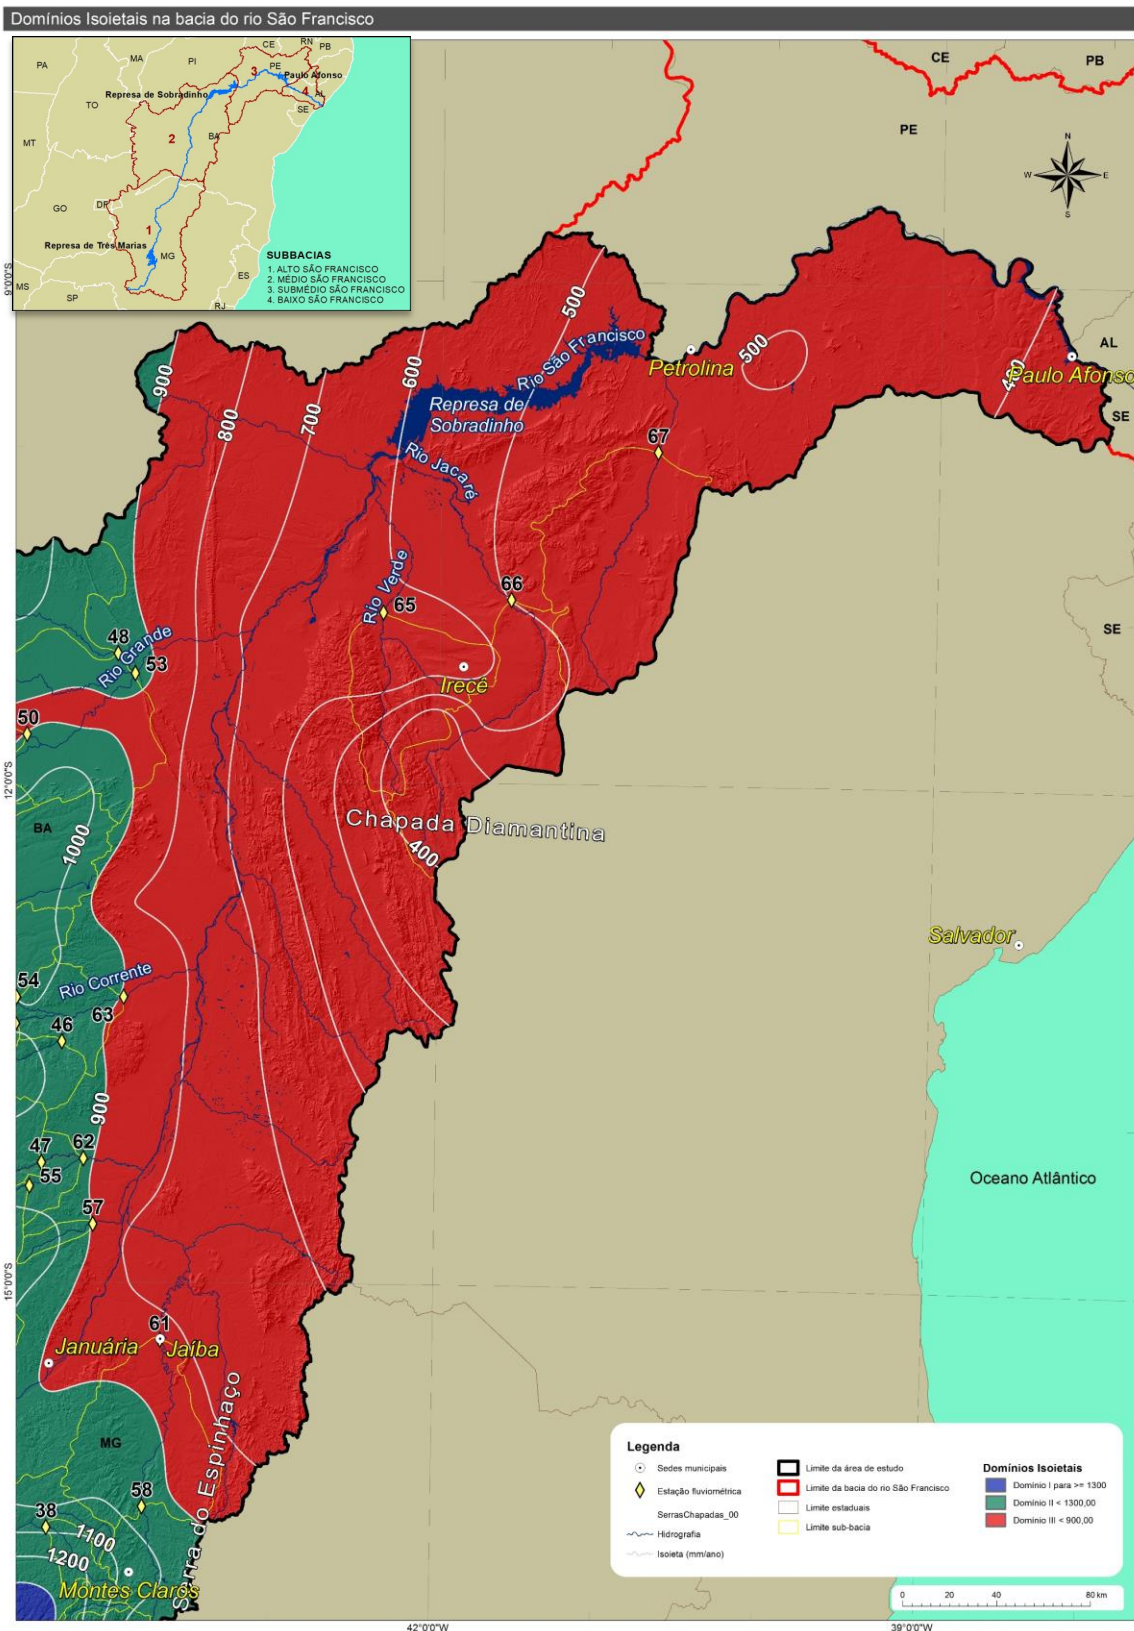 Domínios Isoietais na bacia do rio São Francisco
CE
RN
PB
PA
MA
PI
PE
3
Paulo Afonso
Represa de Sobradinho
4
AL
TO
SE
BA
2
MT
GO
DF
1
Represa de Três Marias
MG
SUBBACIAS
1. ALTO SÃO FRANCISCO
2. MÉDIO SÃO FRANCISCO
3. SUBMÉDIO SÃO FRANCISCO
4. BAIXO SÃO FRANCISCO
ES
MS
SP
RJ
CE
PB
PE
N
W
E
S
9°0'0"S
500
Rio São Francisco
900
800
700
600
Petrolina
500
400
AL
Paulo Afonso
SE
Represa de
Sobradinho
67
Rio Jacaré
Rio Verde
66
65
48
Rio Grande
53
Irecê
SE
50
12°0'0"S
BA
1000
Chapada Diamantina
400
Salvador
Rio Corrente
54
63
46
900
47
62
55
57
Oceano Atlântico
15°0'0"S
61
Januária
Jaíba
MG
Serra do Espinhaço
58
38
1100
1200
Montes Claros
Legenda
Sedes municipais
Estação fluviométrica
SerrasChapadas_00
Hidrografia
Isoieta (mm/ano)
Limite da área de estudo
Limite da bacia do rio São Francisco
Limite estaduais
Limite sub-bacia
Domínios Isoietais
Domínio I para >= 1300
Domínio II < 1300,00
Domínio III < 900,00
0 20 40 80 km
42°0'0"W
39°0'0"W